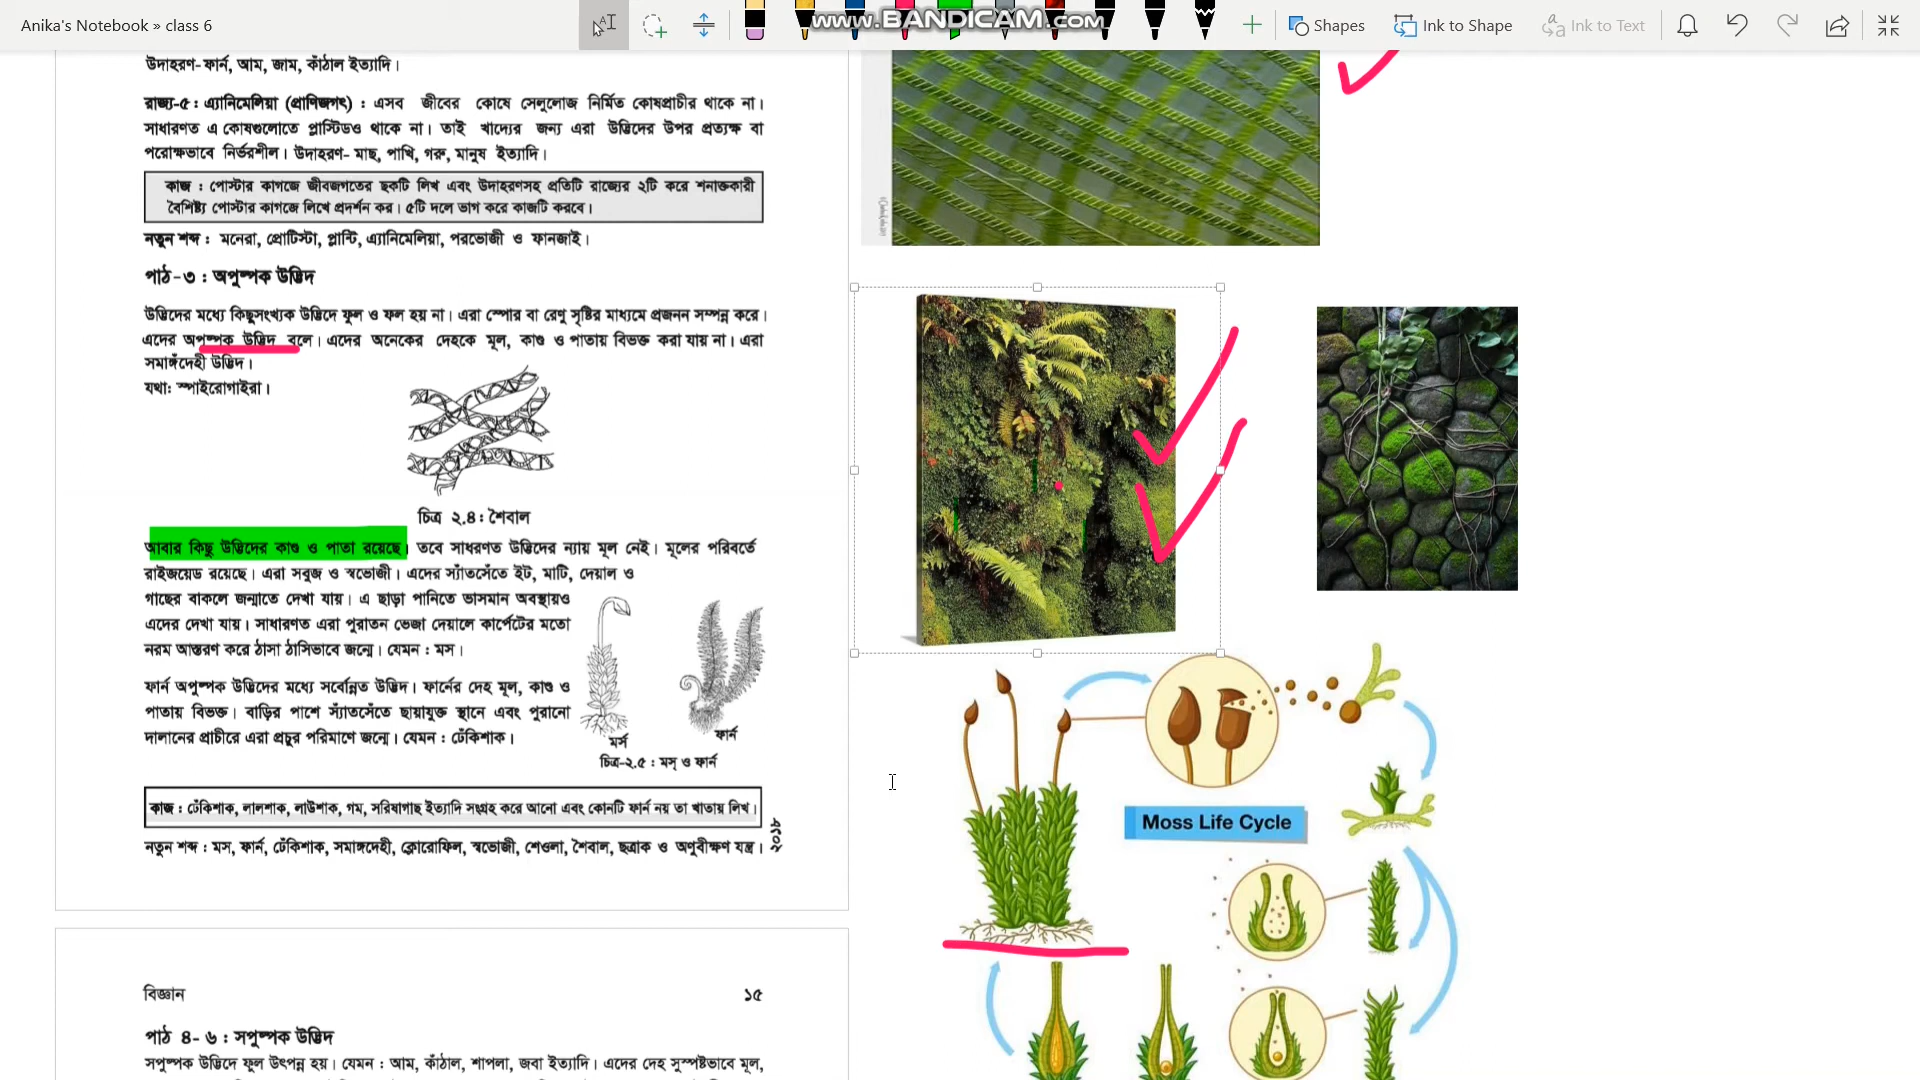 Anika's Notebook » class 6
www.BANDICAM.com
Shapes
Ink to Shape
Ink to Text
উদাহরণ- ফার্ন, আম, জাম, কাঁঠাল ইত্যাদি।
রাজ্য-৫ : এ্যানিমেলিয়া (প্রাণিজগৎ) : এসব জীবের কোষে সেলুলোজ নির্মিত কোষপ্রাচীর থাকে না।
সাধারণত এ কোষগুলোতে প্লাস্টিডও থাকে না। তাই খাদ্যের জন্য এরা উদ্ভিদের উপর প্রত্যক্ষ বা
পরোক্ষভাবে নির্ভরশীল। উদাহরণ- মাছ, পাখি, গরু, মানুষ ইত্যাদি।
কাজ : পোস্টার কাগজে জীবজগতের ছকটি লিখ এবং উদাহরণসহ প্রতিটি রাজ্যের ২টি করে শনাক্তকারী
বৈশিষ্ট্য পোস্টার কাগজে লিখে প্রদর্শন কর। ৫টি দলে ভাগ করে কাজটি করবে।
নতুন শব্দ : মনেরা, প্রোটিস্টা, প্লান্টি, এ্যানিমেলিয়া, পরভোজী ও ফানজাই।
পাঠ-৩ : অপুষ্পক উদ্ভিদ
উদ্ভিদের মধ্যে কিছুসংখ্যক উদ্ভিদে ফুল ও ফল হয় না। এরা স্পোর বা রেণু সৃষ্টির মাধ্যমে প্রজনন সম্পন্ন করে।
এদের অপুষ্পক উদ্ভিদ বলে। এদের অনেকের দেহকে মূল, কাণ্ড ও পাতায় বিভক্ত করা যায় না। এরা
সমাঙ্গদেহী উদ্ভিদ।
যথা: স্পাইরোগাইরা।
চিত্র ২.৪: শৈবাল
আবার কিছু উদ্ভিদের কাণ্ড ও পাতা রয়েছে। তবে সাধরণত উদ্ভিদের ন্যায় মূল নেই। মূলের পরিবর্তে
রাইজয়েড রয়েছে। এরা সবুজ ও স্বভোজী। এদের স্যাঁতসেঁতে ইট, মাটি, দেয়াল ও
গাছের বাকলে জন্মাতে দেখা যায়। এ ছাড়া পানিতে ভাসমান অবস্থায়ও
এদের দেখা যায়। সাধারণত এরা পুরাতন ভেজা দেয়ালে কার্পেটের মতো
নরম আস্তরণ করে ঠাসা ঠাসিভাবে জন্মে। যেমন : মস।
ফার্ন অপুষ্পক উদ্ভিদের মধ্যে সর্বোন্নত উদ্ভিদ। ফার্নের দেহ মূল, কাণ্ড ও
পাতায় বিভক্ত। বাড়ির পাশে স্যাঁতসেঁতে ছায়াযুক্ত স্থানে এবং পুরানো
দালানের প্রাচীরে এরা প্রচুর পরিমাণে জন্মে। যেমন : ঢেঁকিশাক।
মর্স
ফার্ন
চিত্র-২.৫ : মস্ ও ফার্ন
কাজ : ঢেঁকিশাক, লালশাক, লাউশাক, গম, সরিষাগাছ ইত্যাদি সংগ্রহ করে আনো এবং কোনটি ফার্ন নয় তা খাতায় লিখ।
নতুন শব্দ : মস, ফার্ন, ঢেঁকিশাক, সমাঙ্গদেহী, ক্লোরোফিল, স্বভোজী, শেওলা, শৈবাল, ছত্রাক ও অণুবীক্ষণ যন্ত্র।
২০১৮
বিজ্ঞান ১৫
পাঠ ৪- ৬ : সপুষ্পক উদ্ভিদ
সপুষ্পক উদ্ভিদে ফুল উৎপন্ন হয়। যেমন : আম, কাঁঠাল, শাপলা, জবা ইত্যাদি। এদের দেহ সুস্পষ্টভাবে মূল,
Moss Life Cycle